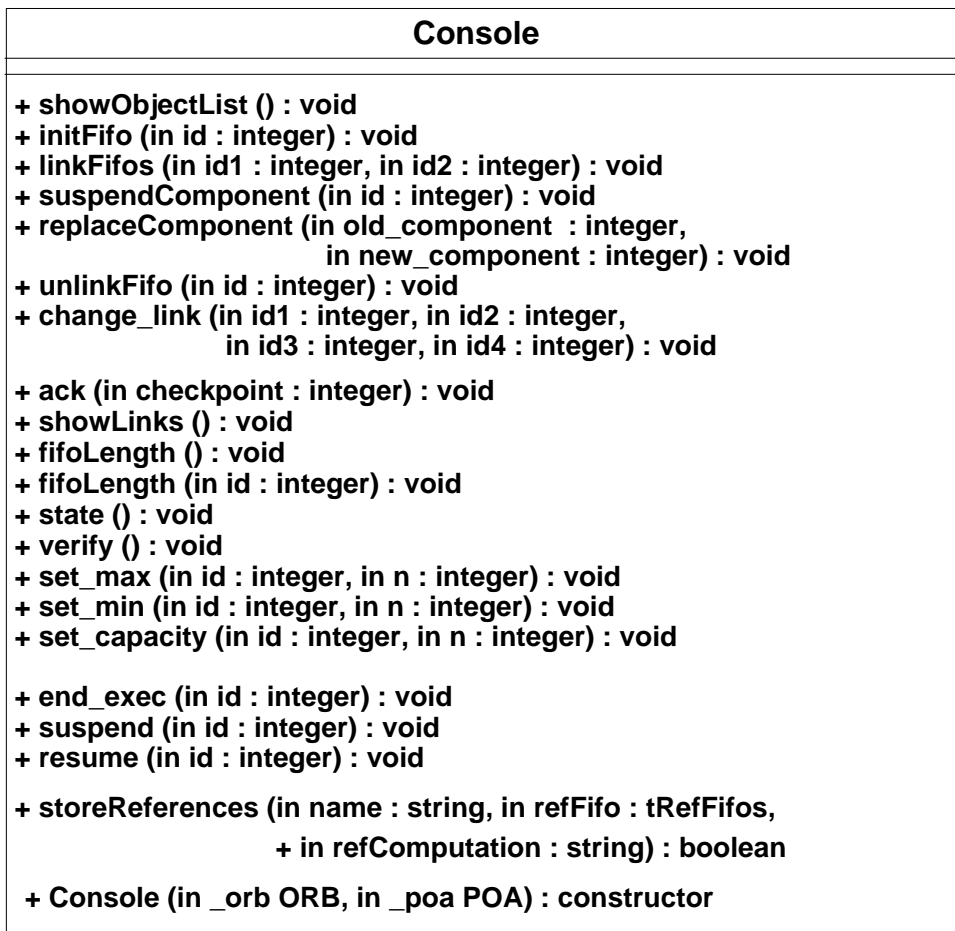 Console
+ showObjectList () : void
+ initFifo (in id : integer) : void
+ linkFifos (in id1 : integer, in id2 : integer) : void
+ suspendComponent (in id : integer) : void
+ replaceComponent (in old_component : integer,
in new_component : integer) : void
+ unlinkFifo (in id : integer) : void
+ change_link (in id1 : integer, in id2 : integer,
in id3 : integer, in id4 : integer) : void
+ ack (in checkpoint : integer) : void
+ showLinks () : void
+ fifoLength () : void
+ fifoLength (in id : integer) : void
+ state () : void
+ verify () : void
+ set_max (in id : integer, in n : integer) : void
+ set_min (in id : integer, in n : integer) : void
+ set_capacity (in id : integer, in n : integer) : void
+ end_exec (in id : integer) : void
+ suspend (in id : integer) : void
+ resume (in id : integer) : void
+ storeReferences (in name : string, in refFifo : tRefFifos,
+ in refComputation : string) : boolean
+ Console (in _orb ORB, in _poa POA) : constructor